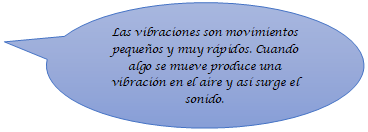 Las vibraciones son movimientos
pequeños y muy rápidos. Cuando
algo se mueve produce una
vibración en el aire y así surge el
sonido.